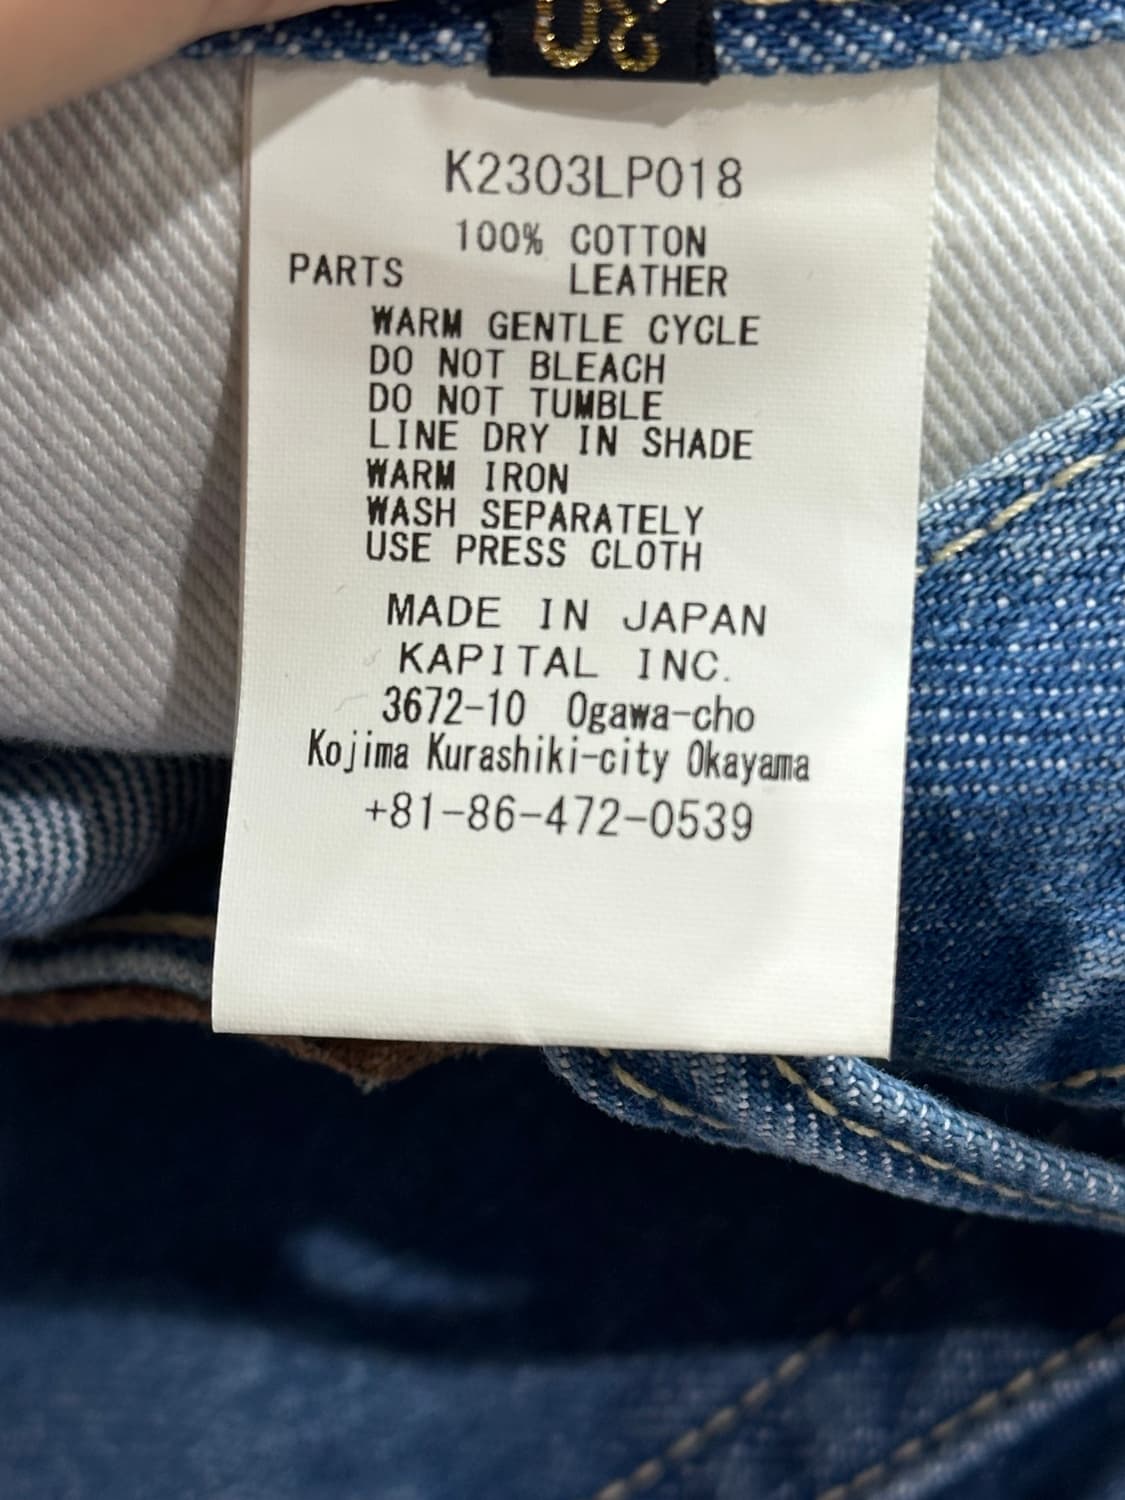 30
K2303LP018
100% COTTON
PARTS LEATHER
WARM GENTLE CYCLE
DO NOT BLEACH
DO NOT TUMBLE
LINE DRY IN SHADE
WARM IRON
WASH SEPARATELY
USE PRESS CLOTH
MADE IN JAPAN
KAPITAL INC.
3672-10 Ogawa-cho
Kojima Kurashiki-city Okayama
+81-86-472-0539